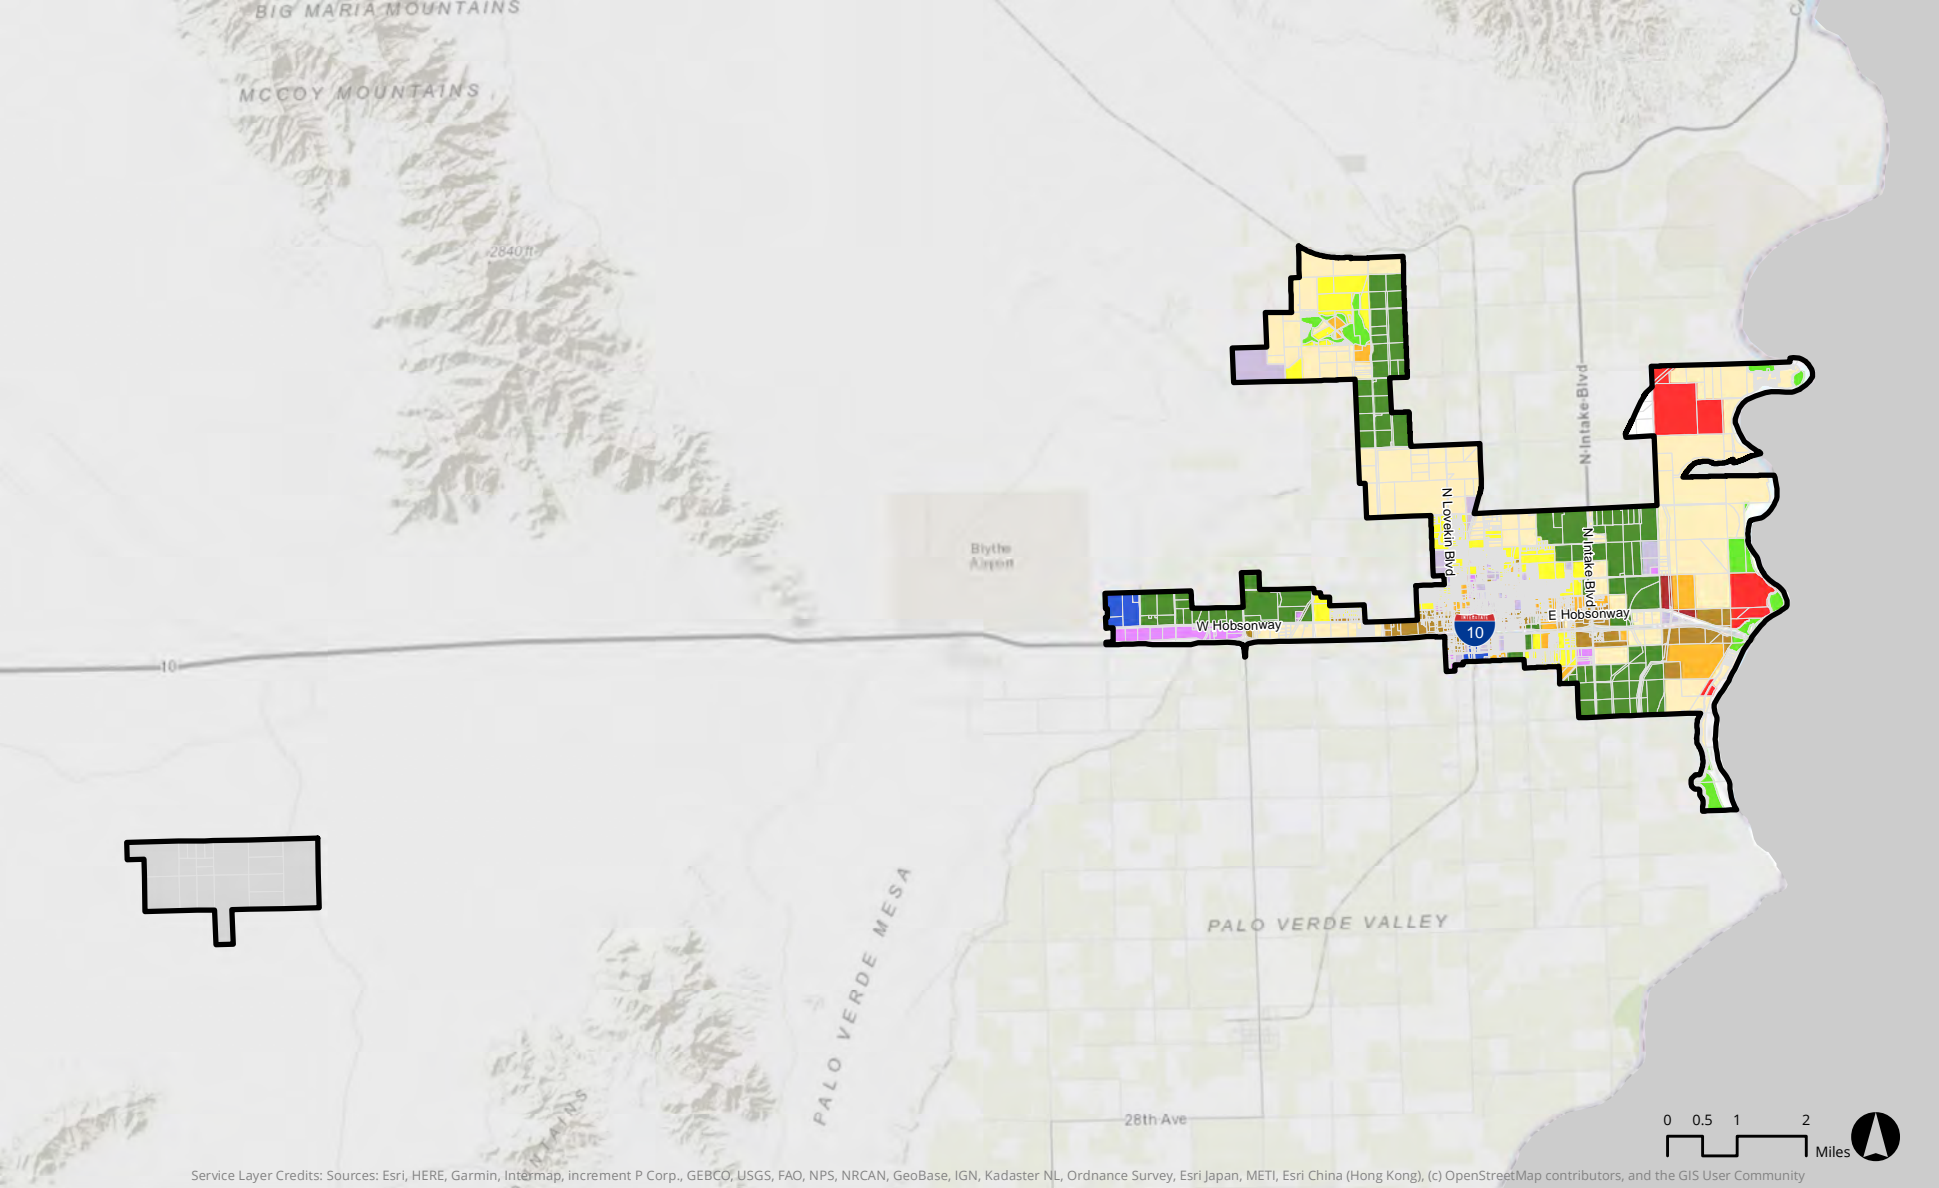 BIG MARIA MOUNTAINS
MCCOY MOUNTAINS
2840 ft
N Intake Blvd
N Lovekin Blvd
N Intake Blvd
Blythe
Airport
W Hobsonway
E Hobsonway
INTERSTATE
10
10
PALO VERDE MESA
PALO VERDE VALLEY
28th Ave
0 0.5 1 2
Miles
Service Layer Credits: Sources: Esri, HERE, Garmin, Intermap, increment P Corp., GEBCO, USGS, FAO, NPS, NRCAN, GeoBase, IGN, Kadaster NL, Ordnance Survey, Esri Japan, METI, Esri China (Hong Kong), (c) OpenStreetMap contributors, and the GIS User Community